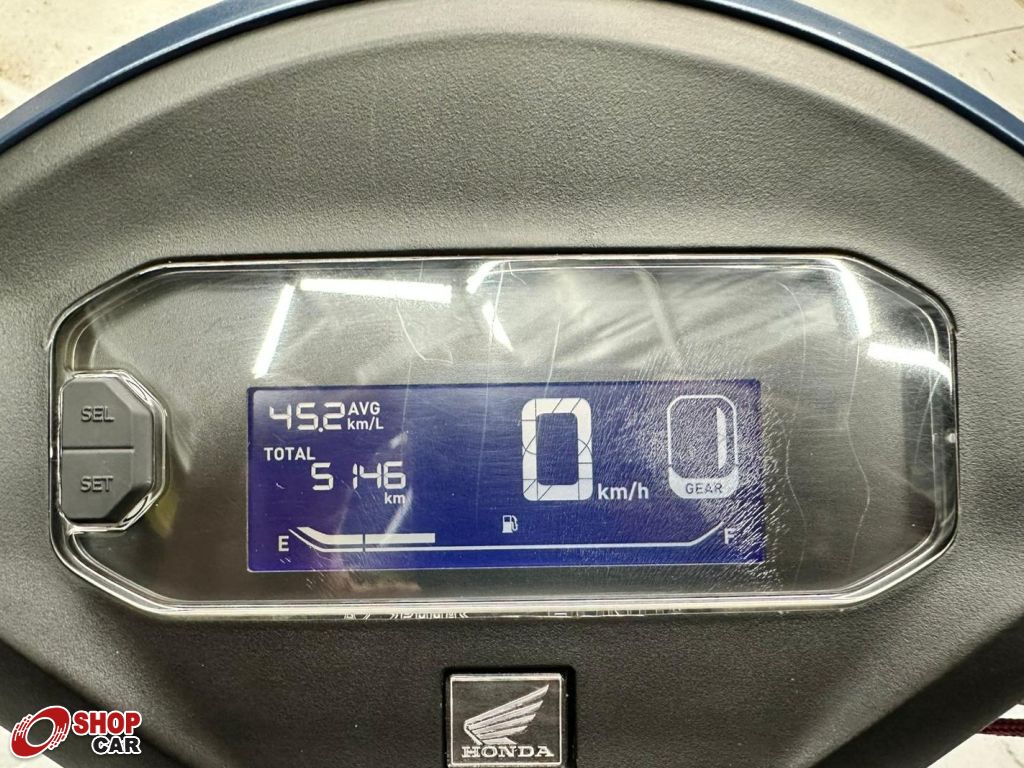 SEL
SET
45.2 AVG km/L
TOTAL
5146 km
0 km/h
1
GEAR
E F
HONDA
SHOP
CAR